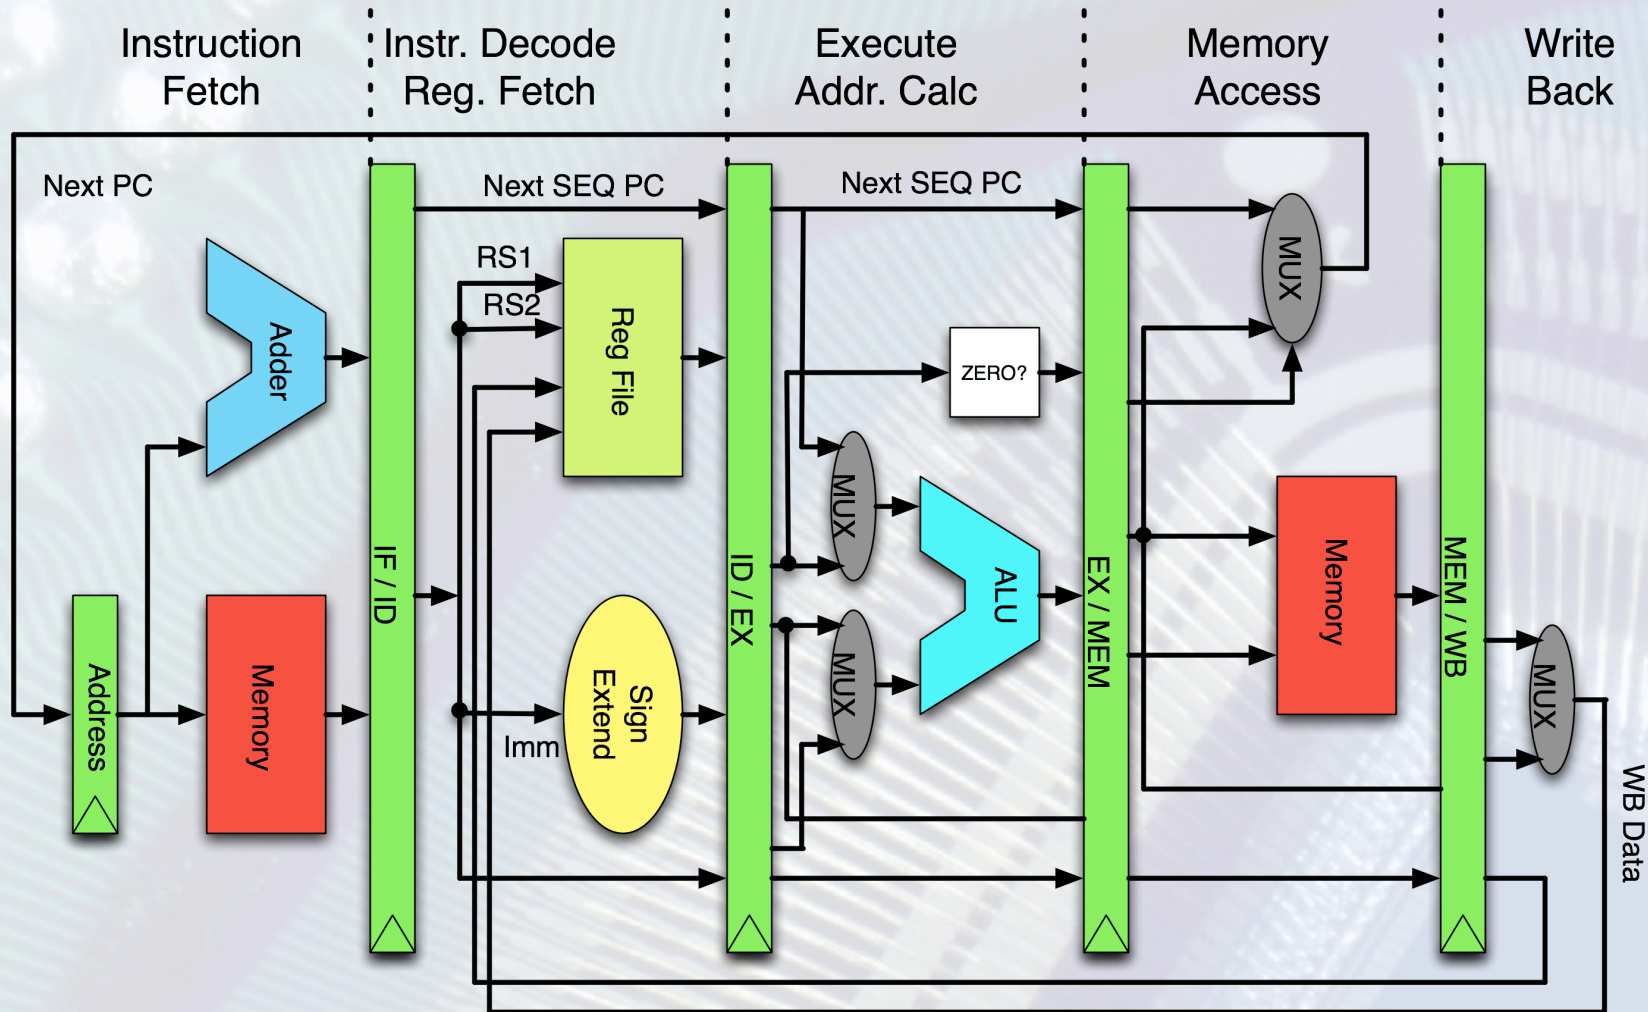 Instruction
Fetch
Instr. Decode
Reg. Fetch
Execute
Addr. Calc
Memory
Access
Write
Back
Next PC
Next SEQ PC
Next SEQ PC
RS1
RS2
Adder
Reg File
MUX
ZERO?
MUX
IF / ID
ID / EX
ALU
EX / MEM
Memory
MEM / WB
Address
Memory
Imm
Sign
Extend
MUX
MUX
WB Data